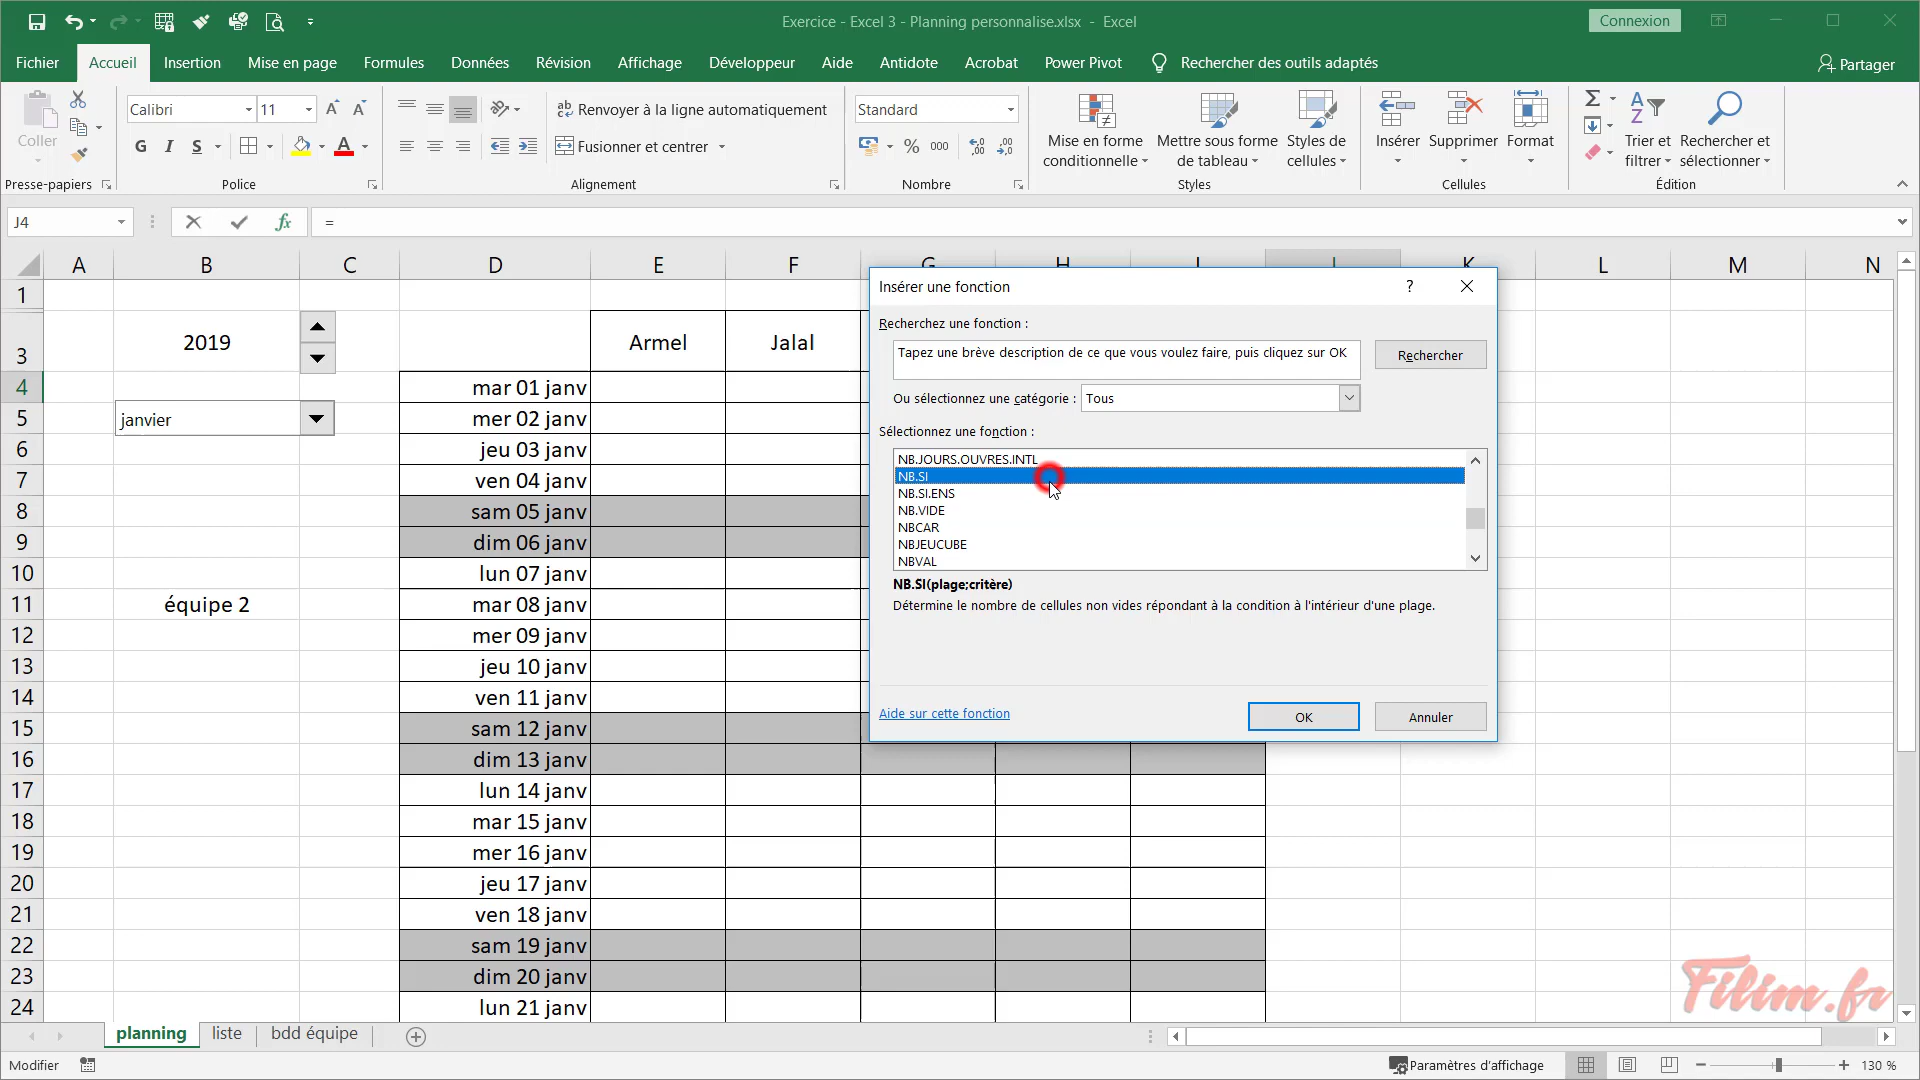 Exercice - Excel 3 - Planning personnalise.xlsx - Excel
Connexion
Fichier Accueil Insertion Mise en page Formules Données Révision Affichage Développeur Aide Antidote Acrobat Power Pivot Rechercher des outils adaptés Partager
Coller
Calibri 11
Renvoyer à la ligne automatiquement
Standard
G I S
Fusionner et centrer
% 000
Mise en forme conditionnelle
Mettre sous forme de tableau
Styles de cellules
Insérer Supprimer Format
Trier et filtrer
Rechercher et sélectionner
Presse-papiers Police Alignement Nombre Styles Cellules Édition
J4 fx =
A B C D E F G H I J K L M N
1
3 2019 Armel Jalal
4 mar 01 janv
5 janvier mer 02 janv
6 jeu 03 janv
7 ven 04 janv
8 sam 05 janv
9 dim 06 janv
10 lun 07 janv
11 équipe 2 mar 08 janv
12 mer 09 janv
13 jeu 10 janv
14 ven 11 janv
15 sam 12 janv
16 dim 13 janv
17 lun 14 janv
18 mar 15 janv
19 mer 16 janv
20 jeu 17 janv
21 ven 18 janv
22 sam 19 janv
23 dim 20 janv
24 lun 21 janv
Insérer une fonction ?
Recherchez une fonction :
Tapez une brève description de ce que vous voulez faire, puis cliquez sur OK
Rechercher
Ou sélectionnez une catégorie : Tous
Sélectionnez une fonction :
NB.JOURS.OUVRES.INTL
NB.SI
NB.SI.ENS
NB.VIDE
NBCAR
NBJEUCUBE
NBVAL
NB.SI(plage;critère)
Détermine le nombre de cellules non vides répondant à la condition à l'intérieur d'une plage.
Aide sur cette fonction
OK Annuler
Filim.fr
planning liste bdd équipe
Modifier
Paramètres d'affichage
130 %